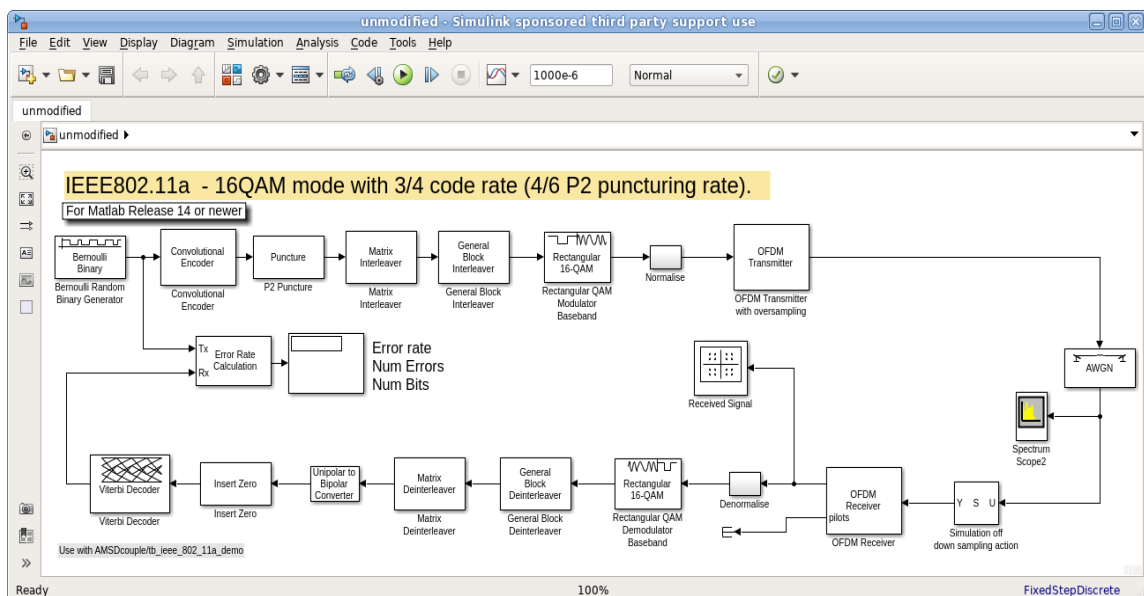 unmodified - Simulink sponsored third party support use
File Edit View Display Diagram Simulation Analysis Code Tools Help
1000e-6
Normal
unmodified
unmodified
IEEE802.11a - 16QAM mode with 3/4 code rate (4/6 P2 puncturing rate).
For Matlab Release 14 or newer
Bernoulli
Binary
Bernoulli Random
Binary Generator
Convolutional
Encoder
Convolutional
Encoder
Puncture
P2 Puncture
Matrix
Interleaver
Matrix
Interleaver
General
Block
Interleaver
General Block
Interleaver
Rectangular
16-QAM
Rectangular QAM
Modulator
Baseband
Normalise
OFDM
Transmitter
OFDM Transmitter
with oversampling
Tx
Rx
Error Rate
Calculation
Error rate
Num Errors
Num Bits
Received Signal
AWGN
Spectrum
Scope2
Viterbi Decoder
Viterbi Decoder
Insert Zero
Insert Zero
Unipolar to
Bipolar
Converter
Matrix
Deinterleaver
Matrix
Deinterleaver
General
Block
Deinterleaver
General Block
Deinterleaver
Rectangular
16-QAM
Rectangular QAM
Demodulator
Baseband
Denormalise
OFDM
Receiver
pilots
OFDM Receiver
Y S U
Simulation off
down sampling action
Use with AMSDcouple/tb_ieee_802_11a_demo
Ready
100%
FixedStepDiscrete